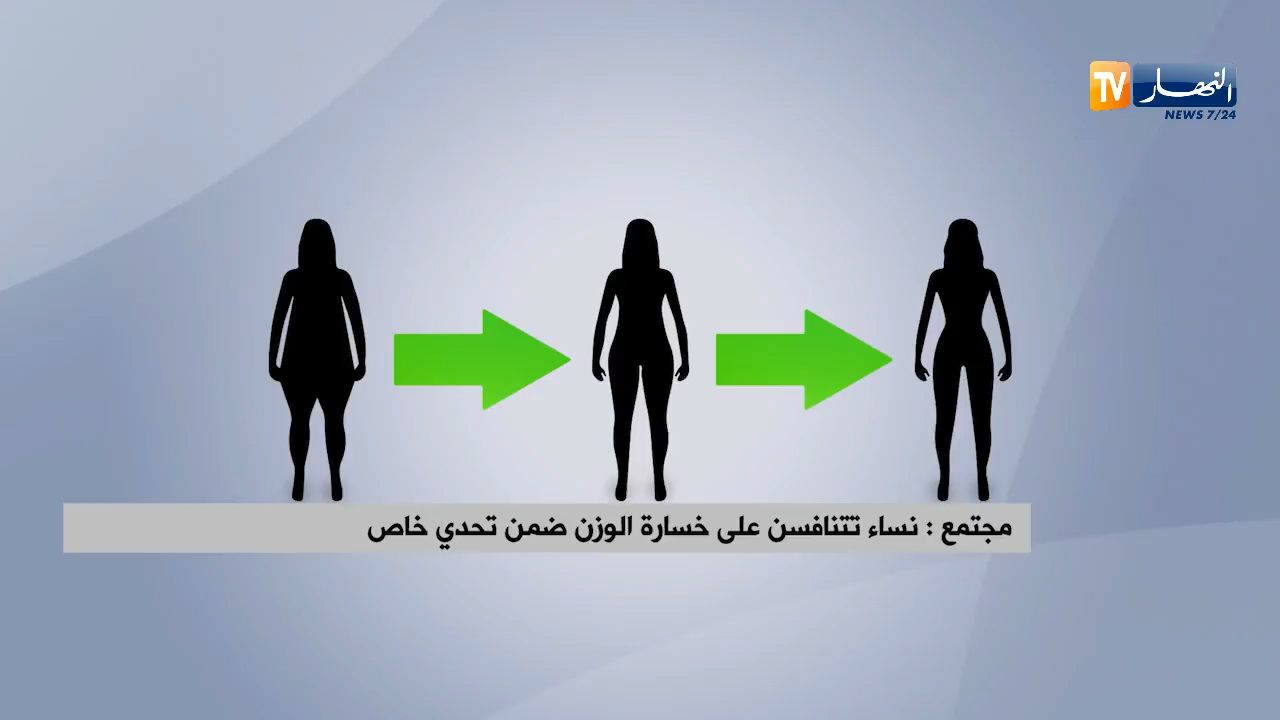 TV النهار
NEWS 7/24
مجتمع : نساء تتنافسن على خسارة الوزن ضمن تحدي خاص